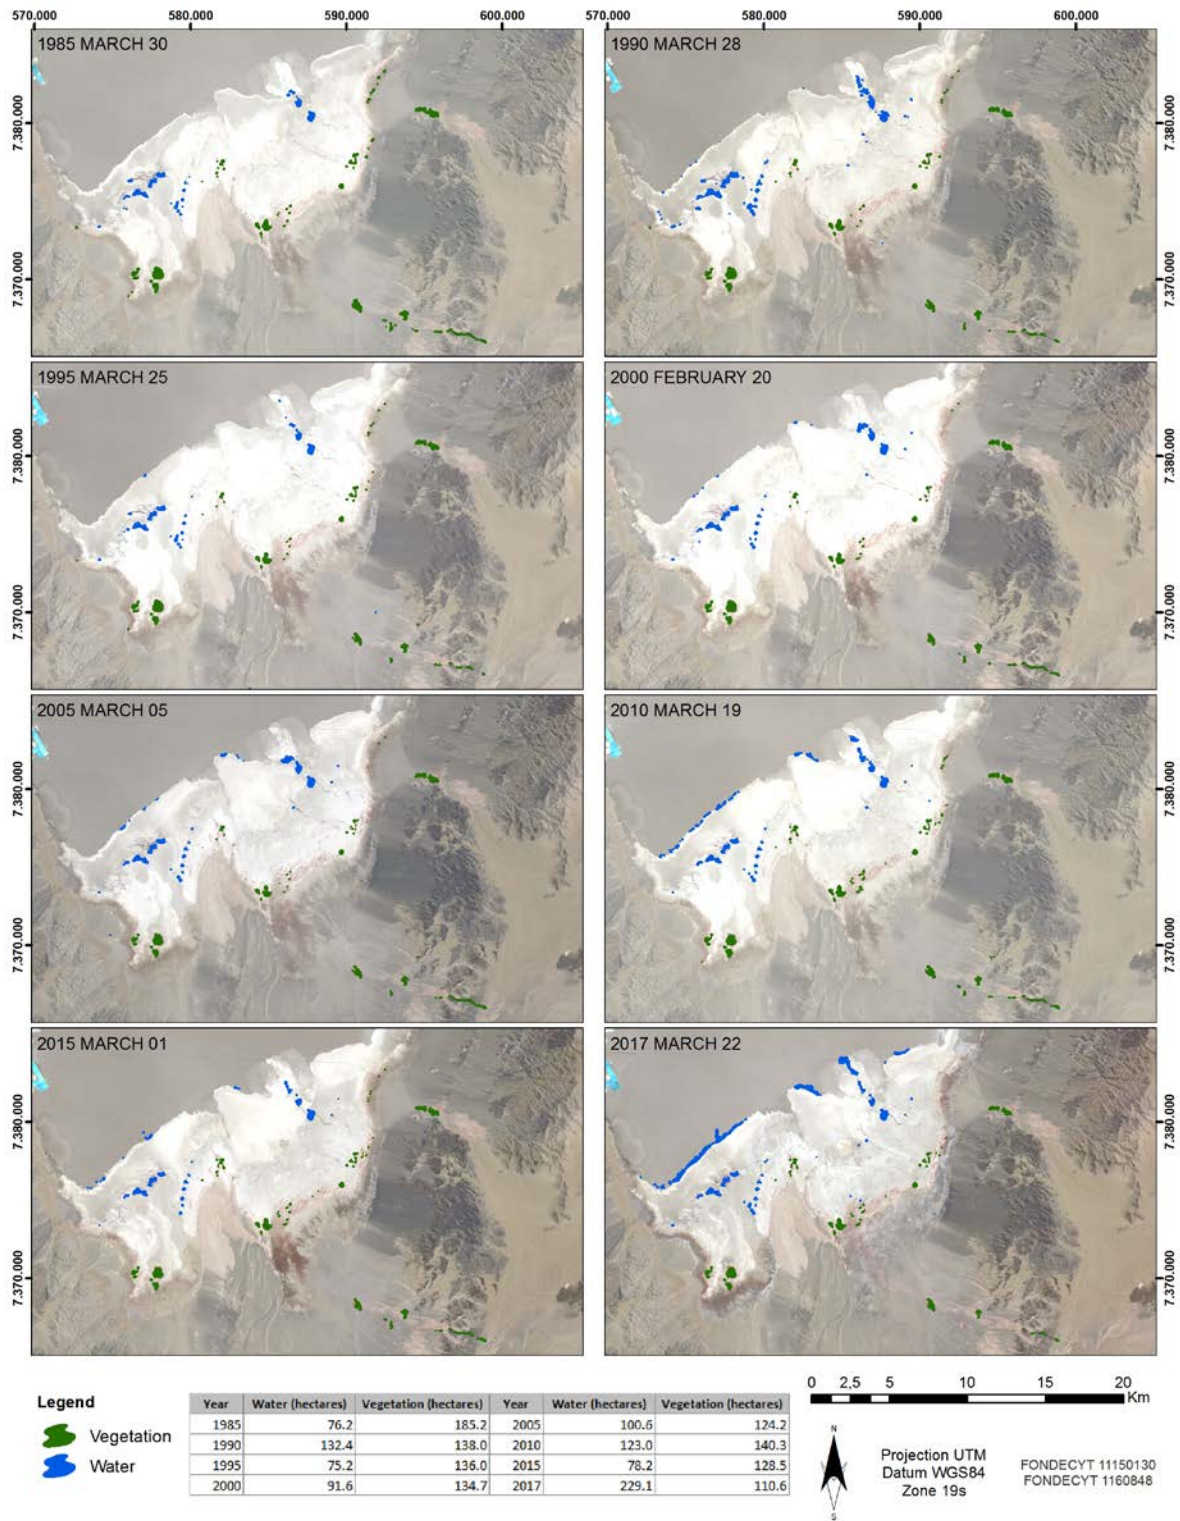 570.000 580.000 590.000 600.000 570.000 580.000 590.000 600.000
1985 MARCH 30
1990 MARCH 28
7.380.000
7.370.000
7.380.000
7.370.000
1995 MARCH 25
2000 FEBRUARY 20
7.380.000
7.370.000
7.380.000
7.370.000
2005 MARCH 05
2010 MARCH 19
7.380.000
7.370.000
7.380.000
7.370.000
2015 MARCH 01
2017 MARCH 22
7.380.000
7.370.000
7.380.000
7.370.000
Legend
Vegetation
Water
Year Water (hectares) Vegetation (hectares) Year Water (hectares) Vegetation (hectares)
1985 76.2 185.2 2005 100.6 124.2
1990 132.4 138.0 2010 123.0 140.3
1995 75.2 136.0 2015 78.2 128.5
2000 91.6 134.7 2017 229.1 110.6
0 2,5 5 10 15 20
Km
N
S
Projection UTM
Datum WGS84
Zone 19s
FONDECYT 11150130
FONDECYT 1160848